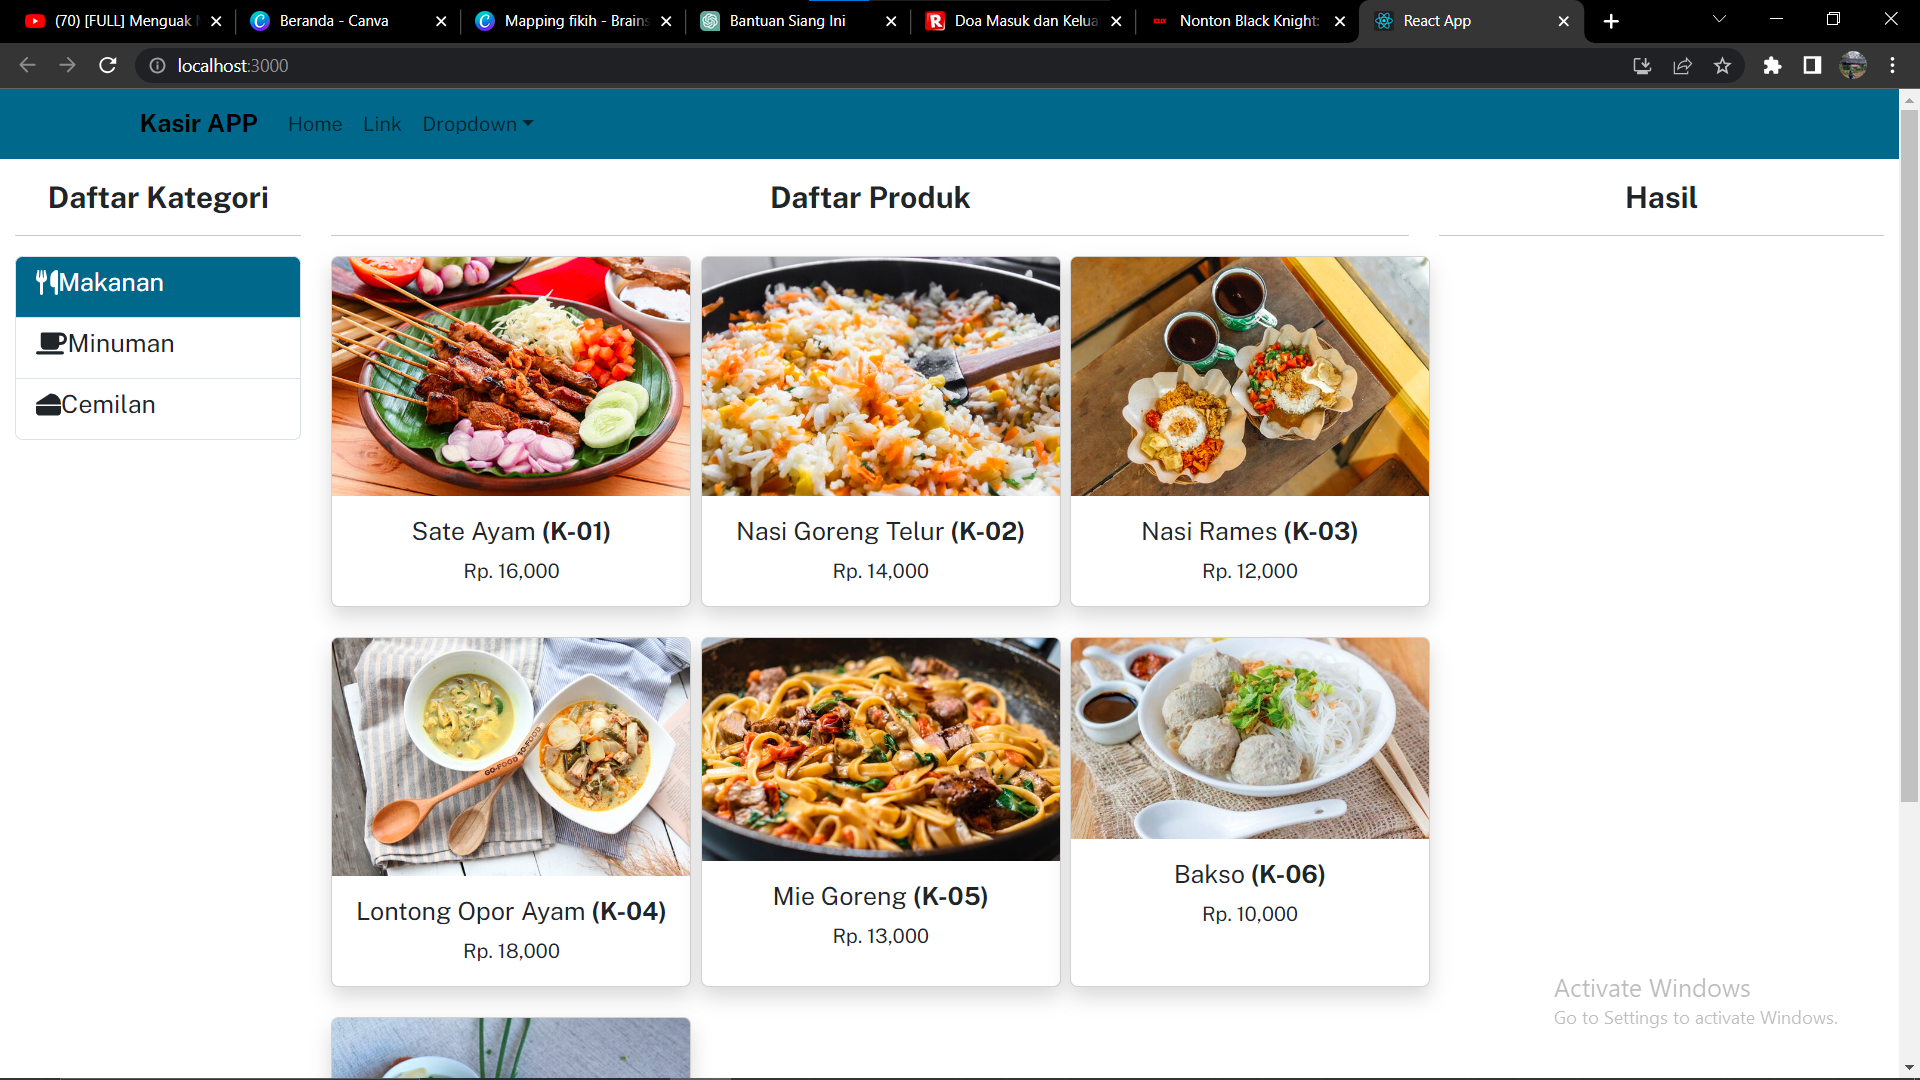 (70) [FULL] Menguak
Beranda - Canva
Mapping fikih - Brains
Bantuan Siang Ini
Doa Masuk dan Kelua
Nonton Black Knight:
React App
localhost:3000
Kasir APP
Home
Link
Dropdown
Daftar Kategori
Daftar Produk
Hasil
Makanan
Minuman
Cemilan
Sate Ayam (K-01)
Rp. 16,000
Nasi Goreng Telur (K-02)
Rp. 14,000
Nasi Rames (K-03)
Rp. 12,000
GO-FOOD GO-FOOD
Lontong Opor Ayam (K-04)
Rp. 18,000
Mie Goreng (K-05)
Rp. 13,000
Bakso (K-06)
Rp. 10,000
Activate Windows
Go to Settings to activate Windows.